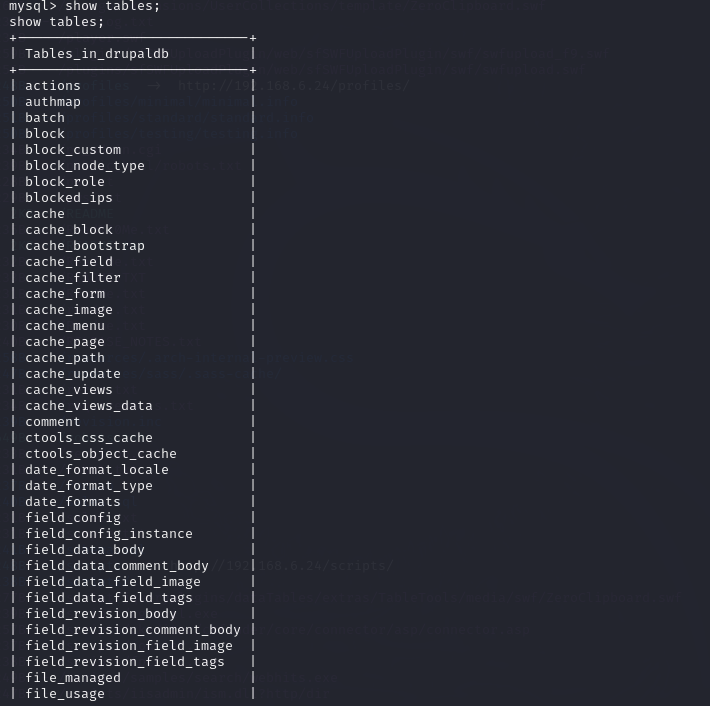 mysql> show tables;
show tables;
+-----------------------------+
| Tables_in_drupaldb          |
+-----------------------------+
| actions                     |
| authmap                     |
| batch                       |
| block                       |
| block_custom                |
| block_node_type             |
| block_role                  |
| blocked_ips                 |
| cache                       |
| cache_block                 |
| cache_bootstrap             |
| cache_field                 |
| cache_filter                |
| cache_form                  |
| cache_image                 |
| cache_menu                  |
| cache_page                  |
| cache_path                  |
| cache_update                |
| cache_views                 |
| cache_views_data            |
| comment                     |
| ctools_css_cache            |
| ctools_object_cache         |
| date_format_locale          |
| date_format_type            |
| date_formats                |
| field_config                |
| field_config_instance       |
| field_data_body             |
| field_data_comment_body     |
| field_data_field_image      |
| field_data_field_tags       |
| field_revision_body         |
| field_revision_comment_body |
| field_revision_field_image  |
| field_revision_field_tags   |
| file_managed                |
| file_usage                  |